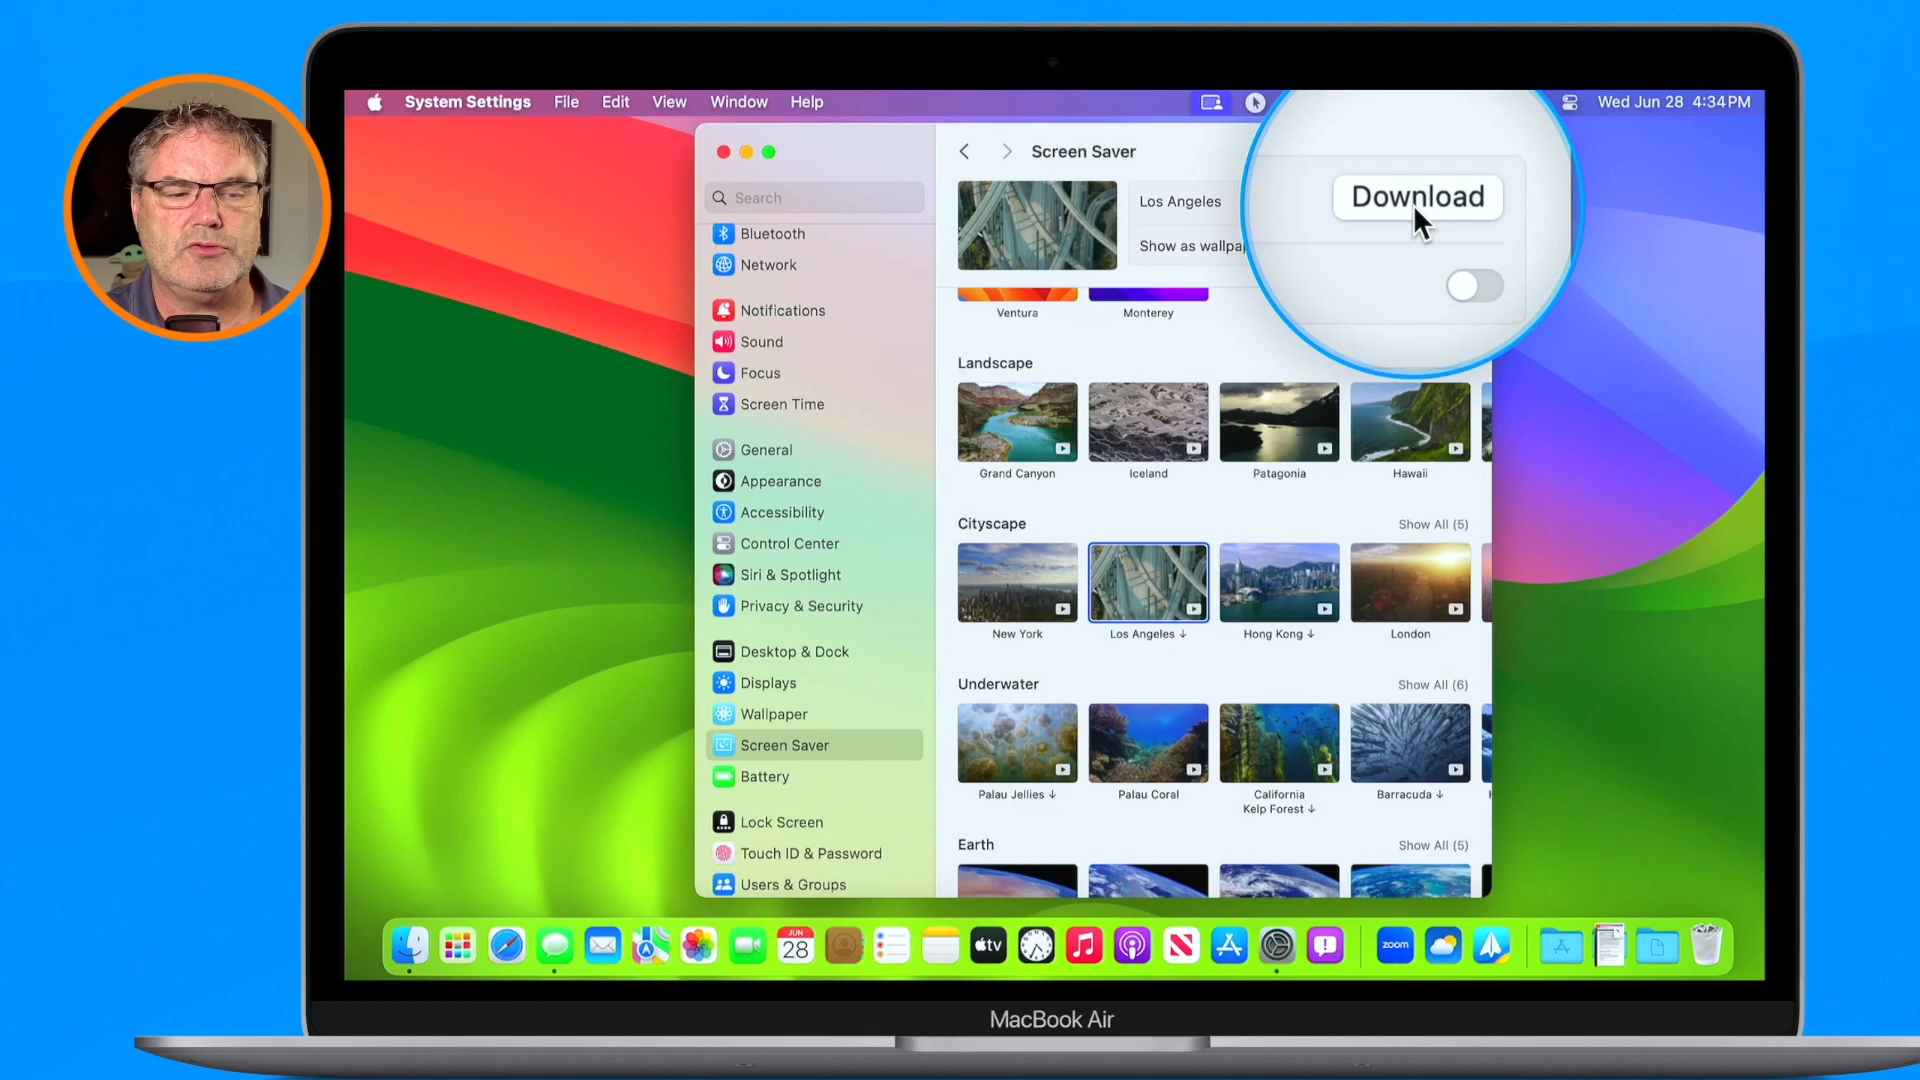 System Settings File Edit View Window Help
Wed Jun 28 4:34 PM
Screen Saver
Search
Bluetooth
Network
Notifications
Sound
Focus
Screen Time
General
Appearance
Accessibility
Control Center
Siri & Spotlight
Privacy & Security
Desktop & Dock
Displays
Wallpaper
Screen Saver
Battery
Lock Screen
Touch ID & Password
Users & Groups
Los Angeles
Download
Show as wallpap
Ventura
Monterey
Landscape
Grand Canyon
Iceland
Patagonia
Hawaii
Cityscape
Show All (5)
New York
Los Angeles ↓
Hong Kong ↓
London
Underwater
Show All (6)
Palau Jellies ↓
Palau Coral
California
Kelp Forest ↓
Barracuda ↓
Earth
Show All (5)
JUN
28
tv
zoom
MacBook Air